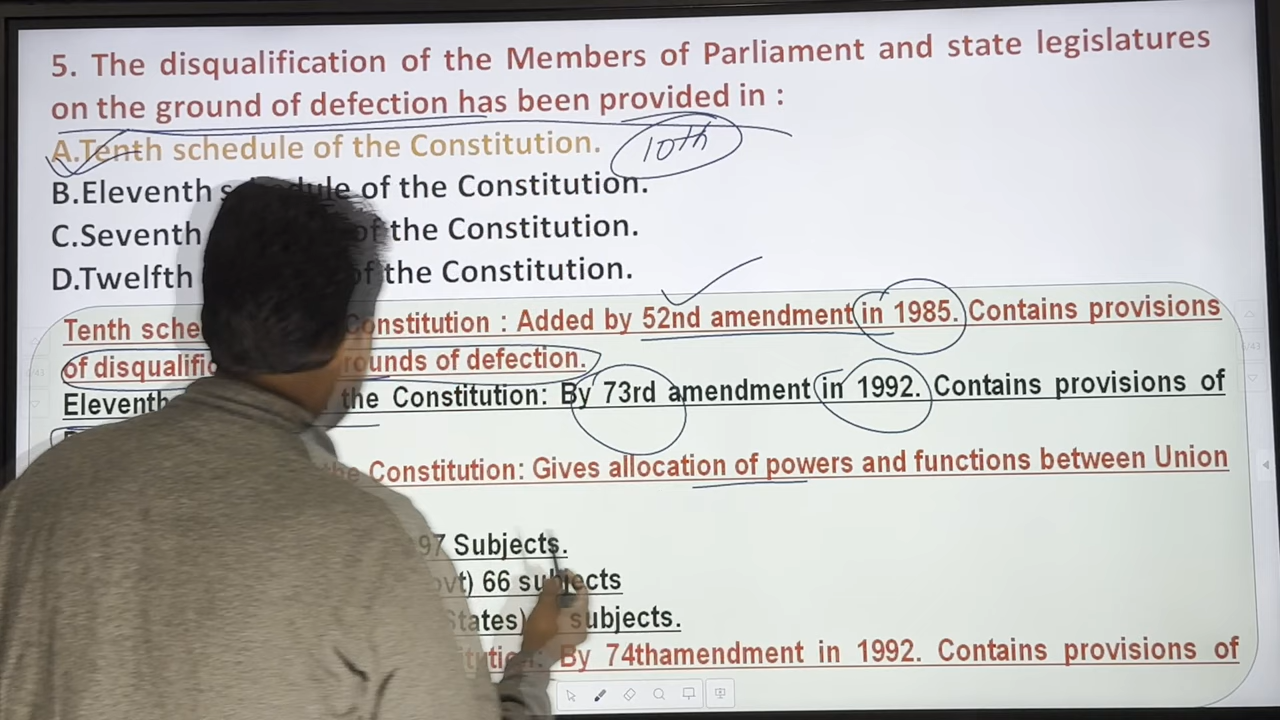 5. The disqualification of the Members of Parliament and state legislatures
on the ground of defection has been provided in :
A.Tenth schedule of the Constitution. 10th
B.Eleventh of the Constitution.
C.Seventh of the Constitution.
D.Twelfth of the Constitution.
Tenth Constitution : Added by 52nd amendment in 1985. Contains provisions
of grounds of defection.
Eleventh the Constitution: By 73rd amendment in 1992. Contains provisions of
the Constitution: Gives allocation of powers and functions between Union
97 Subjects.
66 subjects
States) subjects.
By 74thamendment in 1992. Contains provisions of